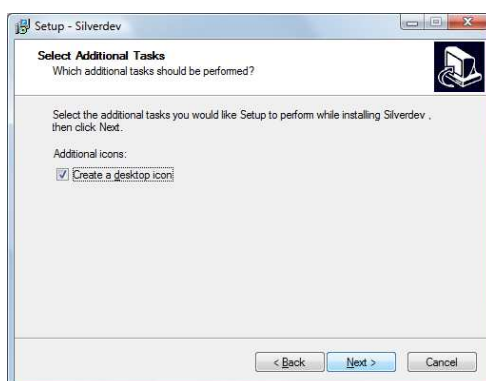 Setup - Silverdev
Select Additional Tasks
Which additional tasks should be performed?
Select the additional tasks you would like Setup to perform while installing Silverdev ,
then click Next.
Additional icons:
Create a desktop icon
< Back
Next >
Cancel